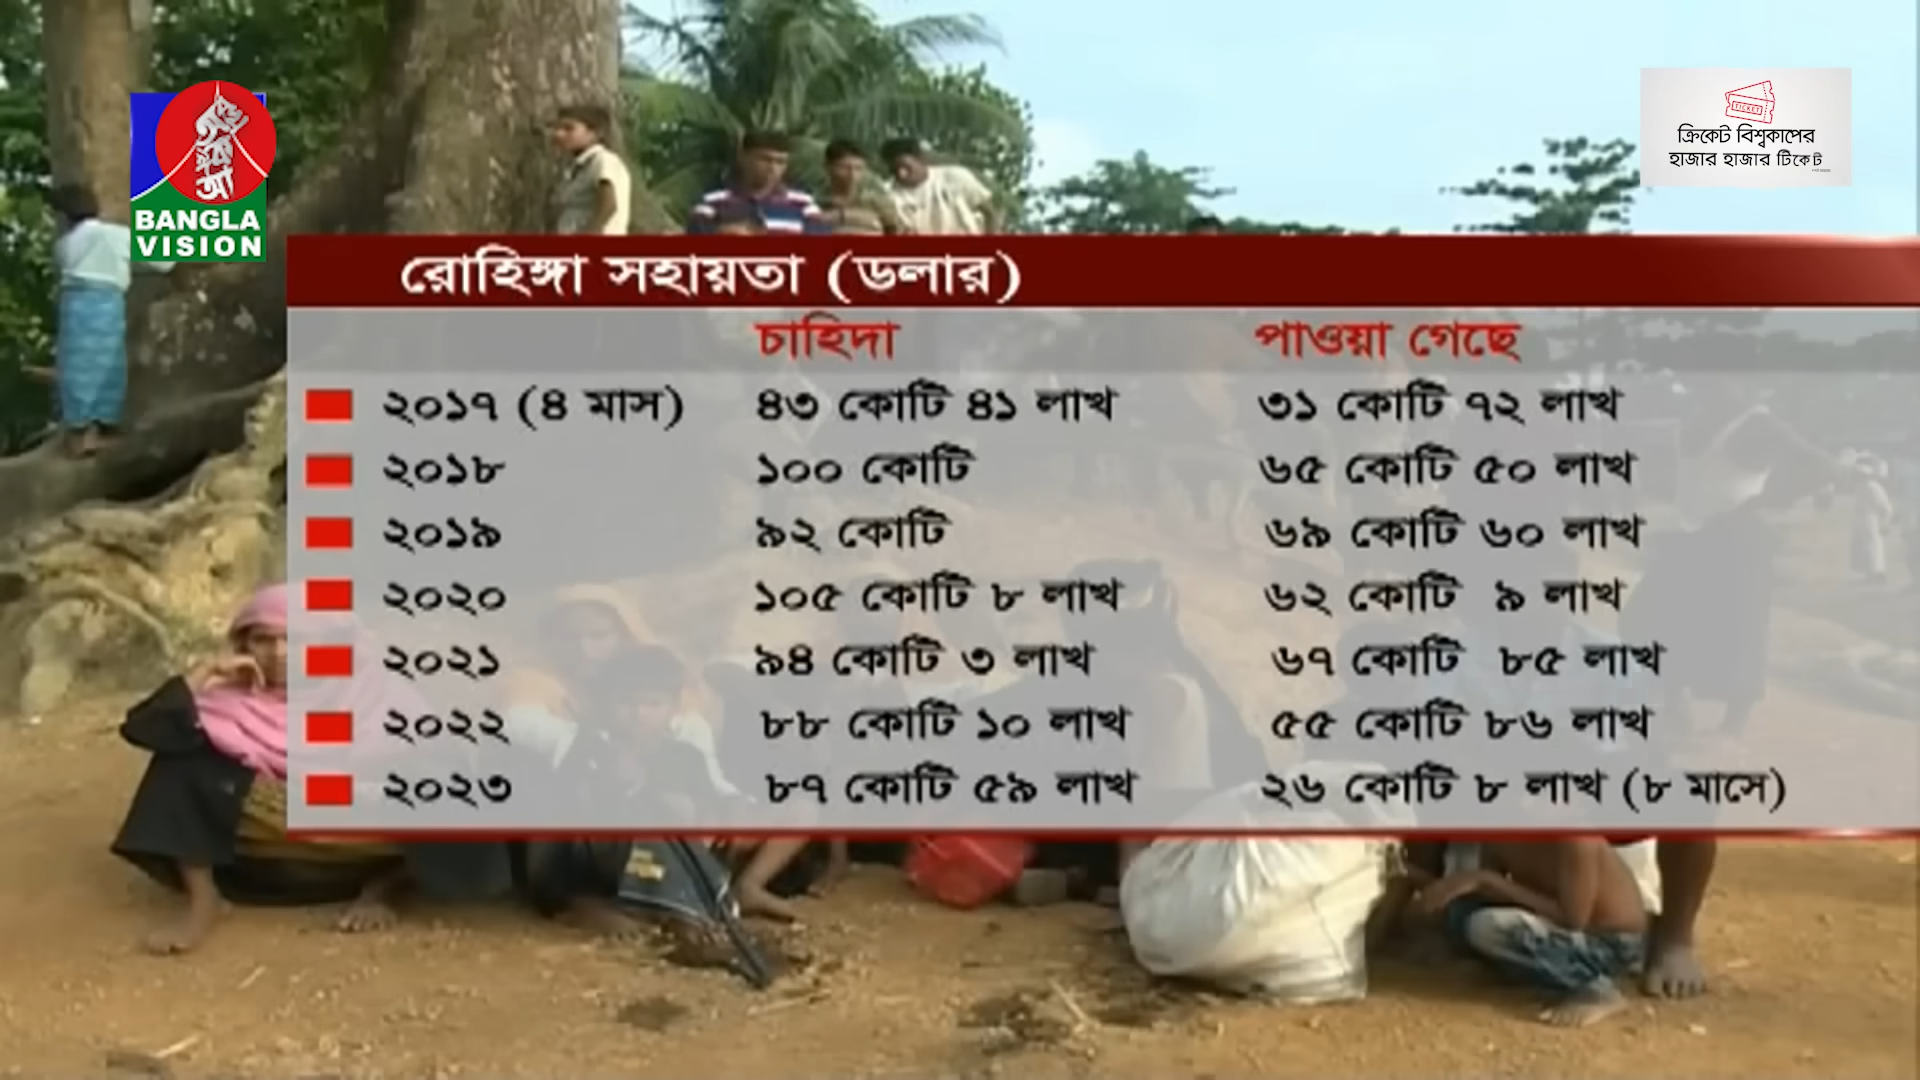 অ আ ক খ
BANGLA
VISION
TICKET
ক্রিকেট বিশ্বকাপের
হাজার হাজার টিকেট
রোহিঙ্গা সহায়তা (ডলার)
চাহিদা পাওয়া গেছে
২০১৭ (৪ মাস) ৪৩ কোটি ৪১ লাখ ৩১ কোটি ৭২ লাখ
২০১৮ ১০০ কোটি ৬৫ কোটি ৫০ লাখ
২০১৯ ৯২ কোটি ৬৯ কোটি ৬০ লাখ
২০২০ ১০৫ কোটি ৮ লাখ ৬২ কোটি ৯ লাখ
২০২১ ৯৪ কোটি ৩ লাখ ৬৭ কোটি ৮৫ লাখ
২০২২ ৮৮ কোটি ১০ লাখ ৫৫ কোটি ৮৬ লাখ
২০২৩ ৮৭ কোটি ৫৯ লাখ ২৬ কোটি ৮ লাখ (৮ মাসে)